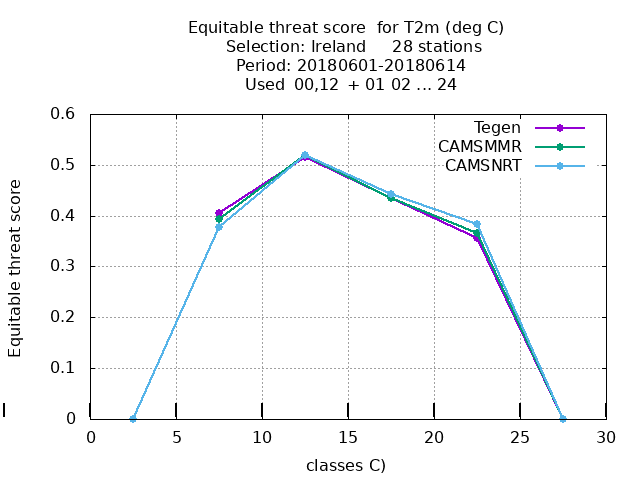 Equitable threat score for T2m (deg C)
Selection: Ireland 28 stations
Period: 20180601-20180614
Used 00,12 + 01 02 ... 24
Tegen
CAMSMMR
CAMSNRT
Equitable threat score
0.6
0.5
0.4
0.3
0.2
0.1
0
0 5 10 15 20 25 30
classes C)